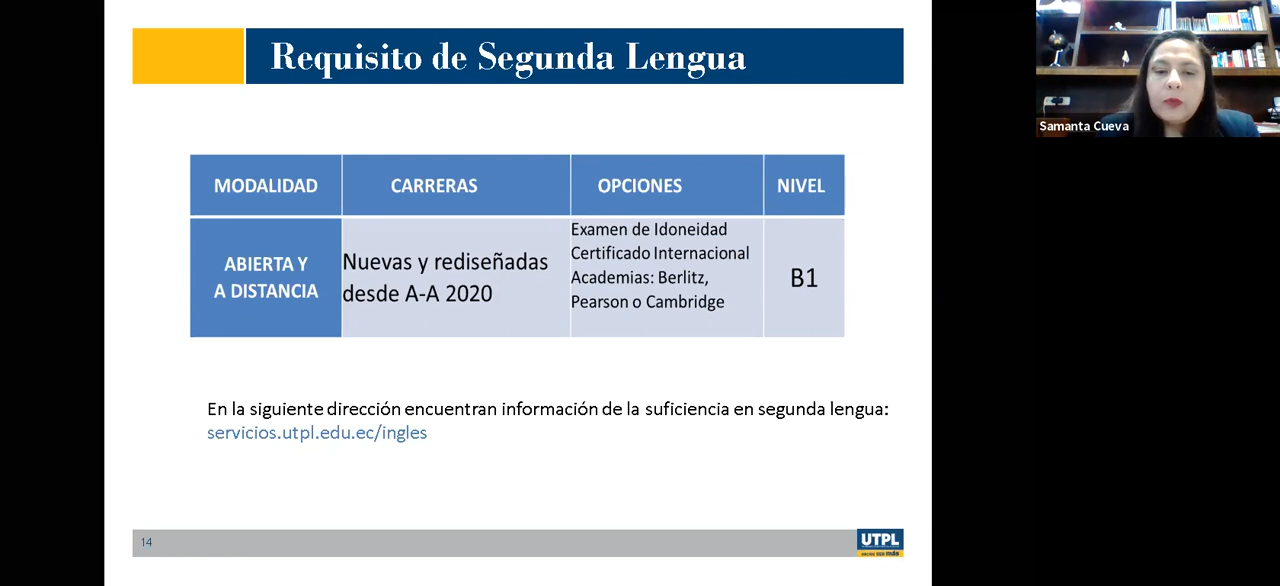 Requisito de Segunda Lengua
Samanta Cueva
MODALIDAD
CARRERAS
OPCIONES
NIVEL
ABIERTA Y
A DISTANCIA
Nuevas y rediseñadas
desde A-A 2020
Examen de Idoneidad
Certificado Internacional
Academias: Berlitz,
Pearson o Cambridge
B1
En la siguiente dirección encuentran información de la suficiencia en segunda lengua:
servicios.utpl.edu.ec/ingles
14
UTPL